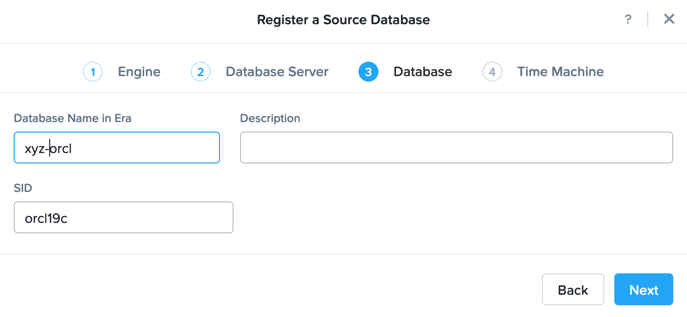 Register a Source Database ?
1 Engine 2 Database Server 3 Database 4 Time Machine
Database Name in Era Description
xyz-orcl
SID
orcl19c
Back Next